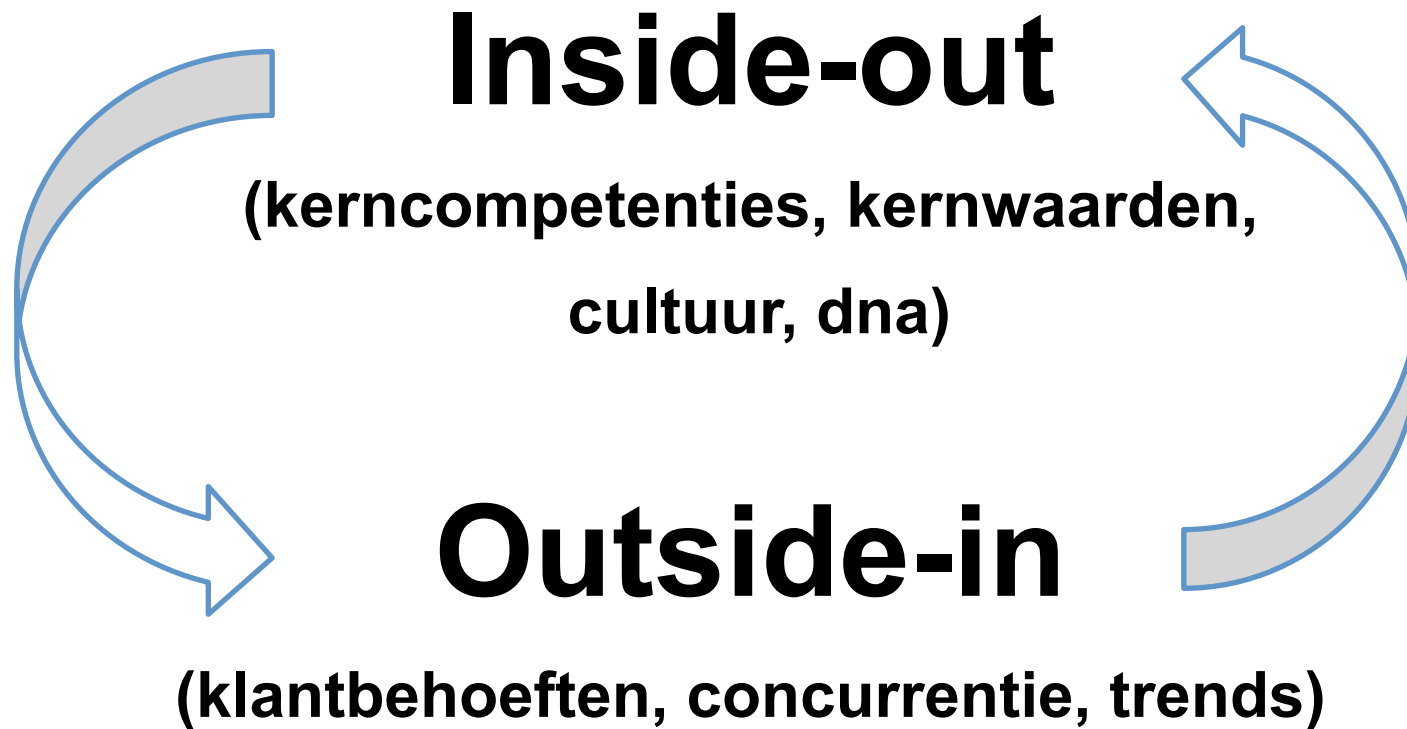 Inside-out
(kerncompetenties, kernwaarden,
cultuur, dna)
Outside-in
(klantbehoeften, concurrentie, trends)